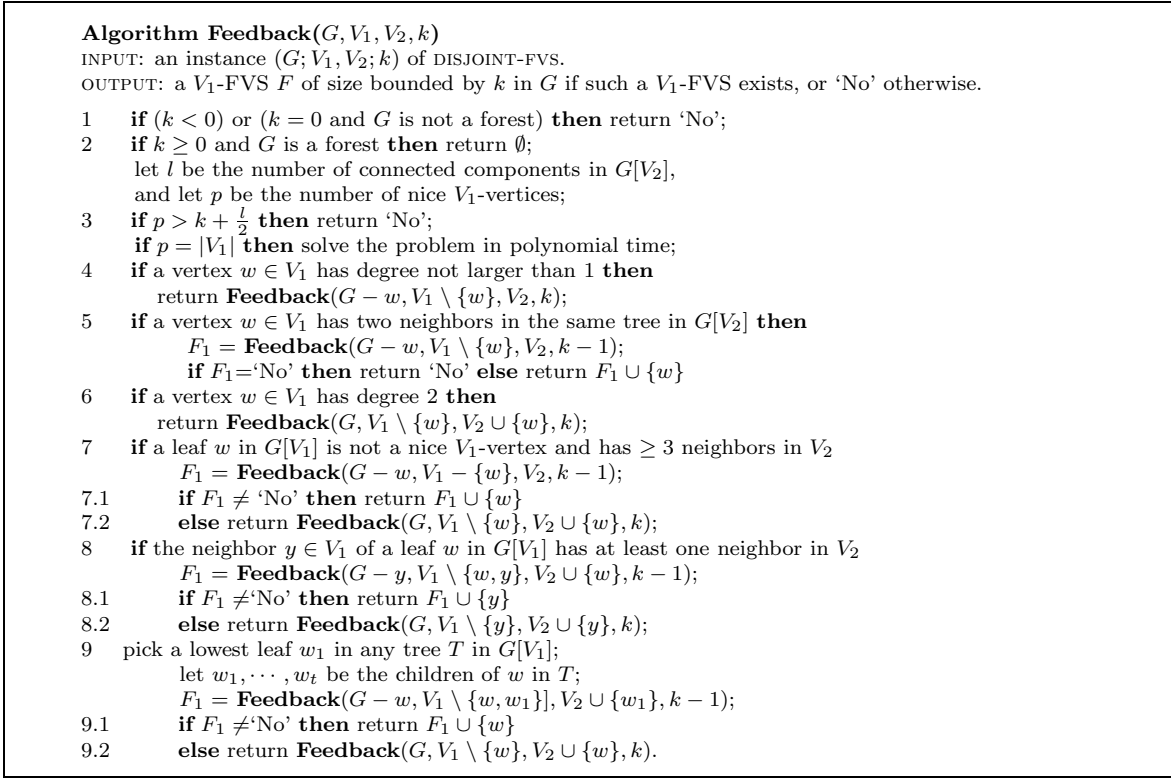 Algorithm Feedback(G, V₁, V₂, k)
INPUT: an instance (G; V₁, V₂; k) of DISJOINT-FVS.
OUTPUT: a V₁-FVS F of size bounded by k in G if such a V₁-FVS exists, or 'No' otherwise.
1 if (k < 0) or (k = 0 and G is not a forest) then return 'No';
2 if k ≥ 0 and G is a forest then return ∅;
let l be the number of connected components in G[V₂],
and let p be the number of nice V₁-vertices;
3 if p > k + l/2 then return 'No';
if p = |V₁| then solve the problem in polynomial time;
4 if a vertex w ∈ V₁ has degree not larger than 1 then
return Feedback(G − w, V₁ \ {w}, V₂, k);
5 if a vertex w ∈ V₁ has two neighbors in the same tree in G[V₂] then
F₁ = Feedback(G − w, V₁ \ {w}, V₂, k − 1);
if F₁='No' then return 'No' else return F₁ ∪ {w}
6 if a vertex w ∈ V₁ has degree 2 then
return Feedback(G, V₁ \ {w}, V₂ ∪ {w}, k);
7 if a leaf w in G[V₁] is not a nice V₁-vertex and has ≥ 3 neighbors in V₂
F₁ = Feedback(G − w, V₁ − {w}, V₂, k − 1);
7.1 if F₁ ≠ 'No' then return F₁ ∪ {w}
7.2 else return Feedback(G, V₁ \ {w}, V₂ ∪ {w}, k);
8 if the neighbor y ∈ V₁ of a leaf w in G[V₁] has at least one neighbor in V₂
F₁ = Feedback(G − y, V₁ \ {w, y}, V₂ ∪ {w}, k − 1);
8.1 if F₁ ≠'No' then return F₁ ∪ {y}
8.2 else return Feedback(G, V₁ \ {y}, V₂ ∪ {y}, k);
9 pick a lowest leaf w₁ in any tree T in G[V₁];
let w₁, ⋯ , wₜ be the children of w in T;
F₁ = Feedback(G − w, V₁ \ {w, w₁}], V₂ ∪ {w₁}, k − 1);
9.1 if F₁ ≠'No' then return F₁ ∪ {w}
9.2 else return Feedback(G, V₁ \ {w}, V₂ ∪ {w}, k).